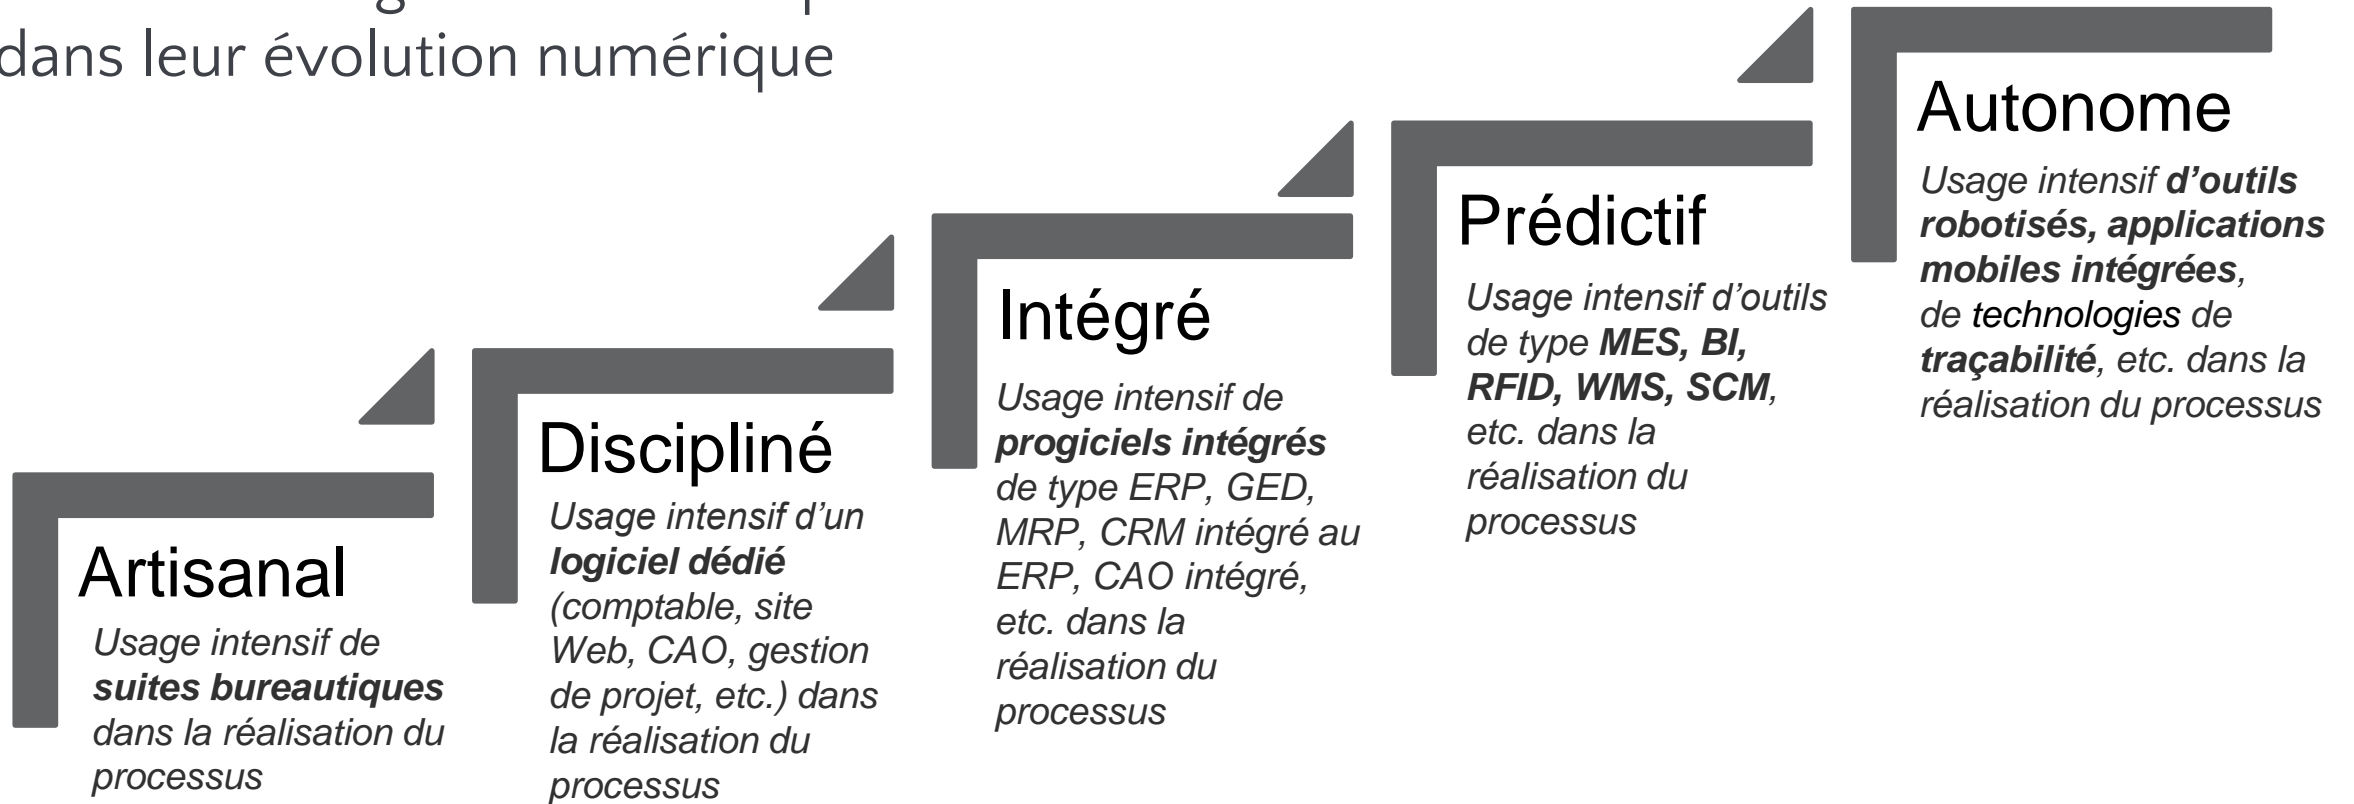 dans leur évolution numérique
Artisanal
Usage intensif de
suites bureautiques
dans la réalisation du
processus
Discipliné
Usage intensif d’un
logiciel dédié
(comptable, site
Web, CAO, gestion
de projet, etc.) dans
la réalisation du
processus
Intégré
Usage intensif de
progiciels intégrés
de type ERP, GED,
MRP, CRM intégré au
ERP, CAO intégré,
etc. dans la
réalisation du
processus
Prédictif
Usage intensif d’outils
de type MES, BI,
RFID, WMS, SCM,
etc. dans la
réalisation du
processus
Autonome
Usage intensif d’outils
robotisés, applications
mobiles intégrées,
de technologies de
traçabilité, etc. dans la
réalisation du processus